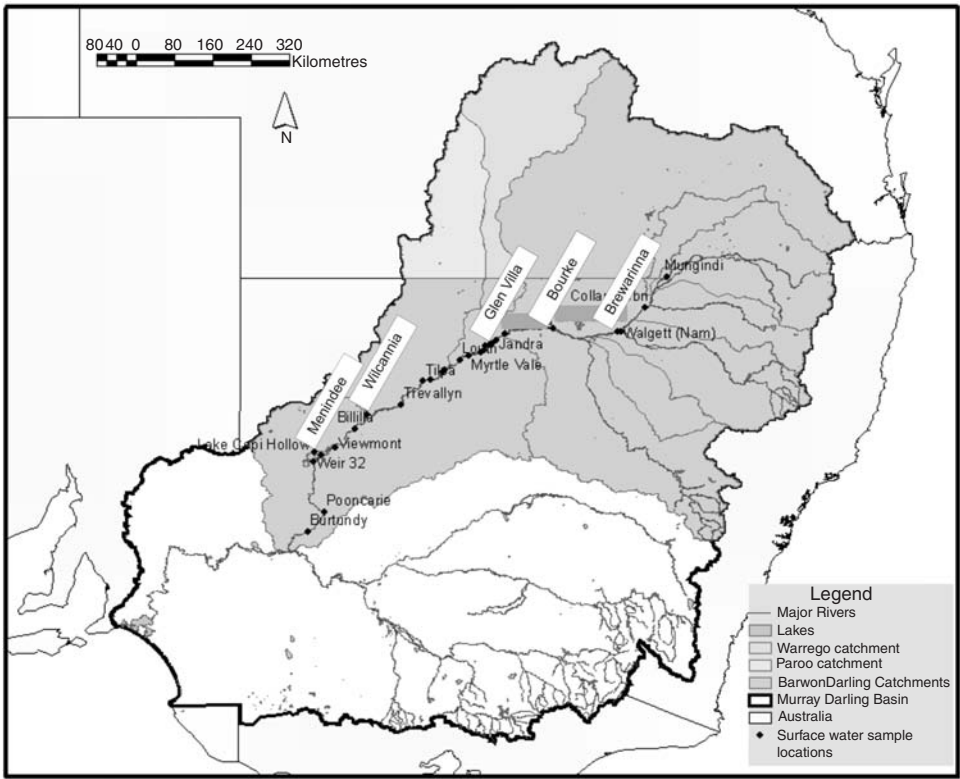 80 40 0 80 160 240 320
Kilometres
N
Mungindi
Brewarinna
Bourke
Glen Villa
Walgett (Nam)
Jandra
Myrtle Vale
Wilcannia
Trevallyn
Menindee
Billilla
Viewmont
Weir 32
Pooncarie
Burtundy
Legend
Major Rivers
Lakes
Warrego catchment
Paroo catchment
BarwonDarling Catchments
Murray Darling Basin
Australia
Surface water sample
locations